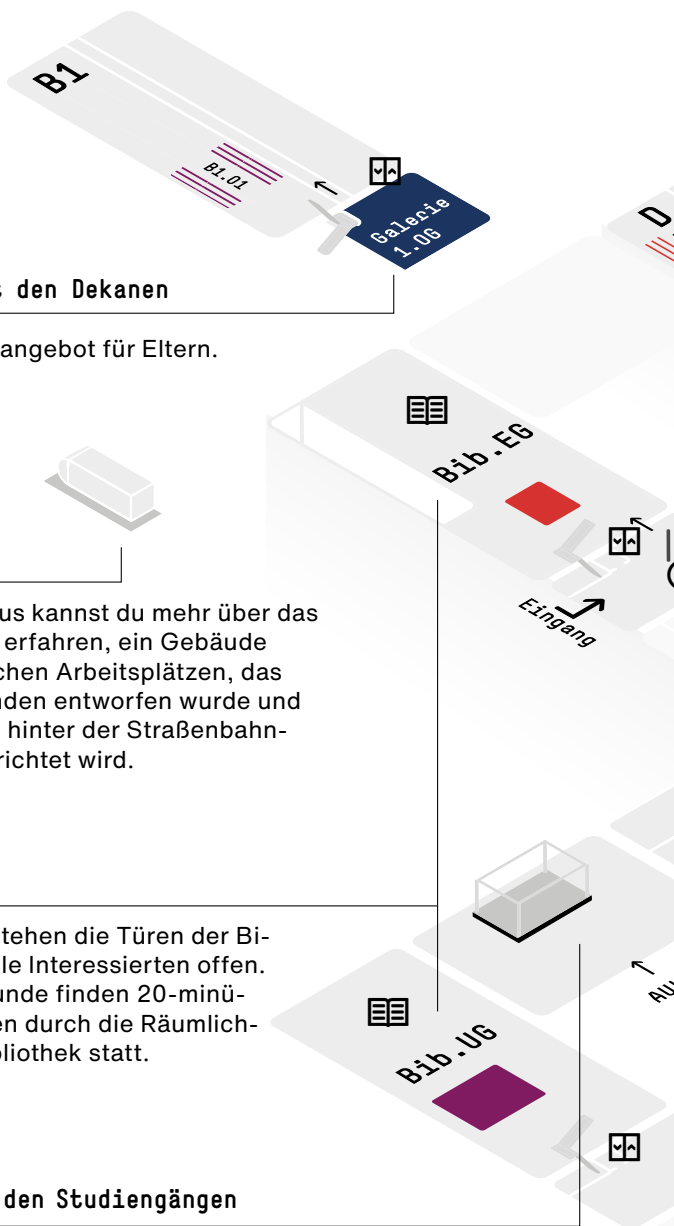 B1
B1.01
Galerie
1.OG
D
den Dekanen
angebot für Eltern.
Bib.EG
Eingang
us kannst du mehr über das
erfahren, ein Gebäude
chen Arbeitsplätzen, das
nden entworfen wurde und
hinter der Straßenbahn-
richtet wird.
tehen die Türen der Bi-
le Interessierten offen.
unde finden 20-minü-
en durch die Räumlich-
bliothek statt.
Bib.UG
den Studiengängen